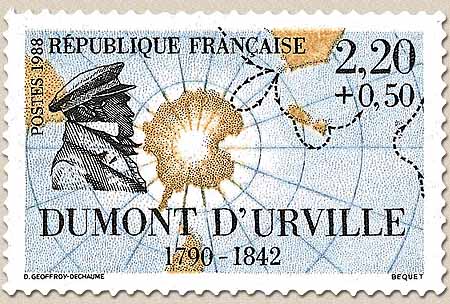 POSTES 1988
RÉPUBLIQUE FRANÇAISE
2,20
+0,50
DUMONT D'URVILLE
1790-1842
D. GEOFFROY-DECHAUME
BEQUET